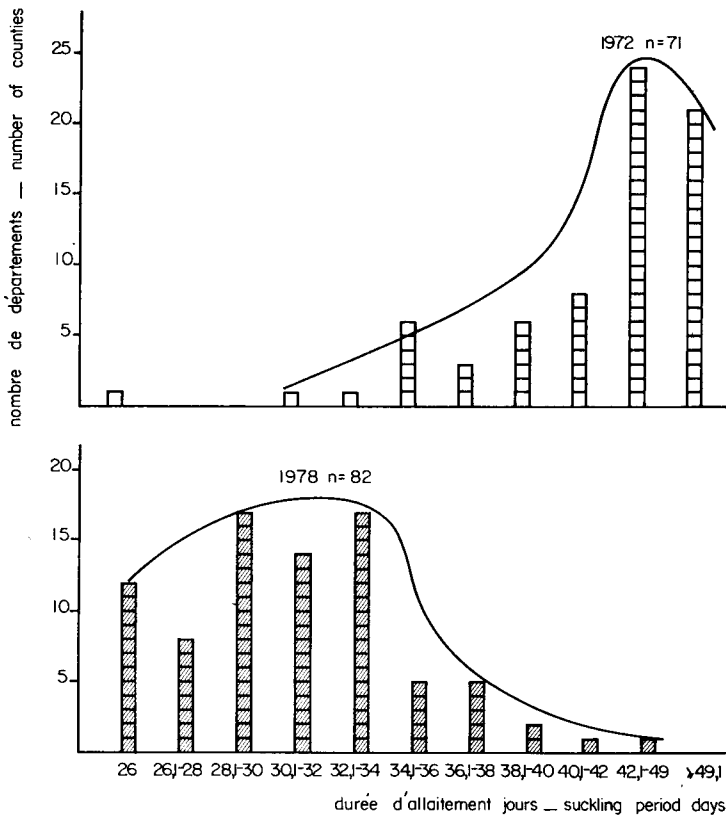 nombre de départements _ number of counties
1972 n=71
25
20
15
10
5
1978 n=82
20
15
10
5
26 26,1-28 28,1-30 30,1-32 32,1-34 34,1-36 36,1-38 38,1-40 40,1-42 42,1-49 >49,1
durée d'allaitement jours _ suckling period days